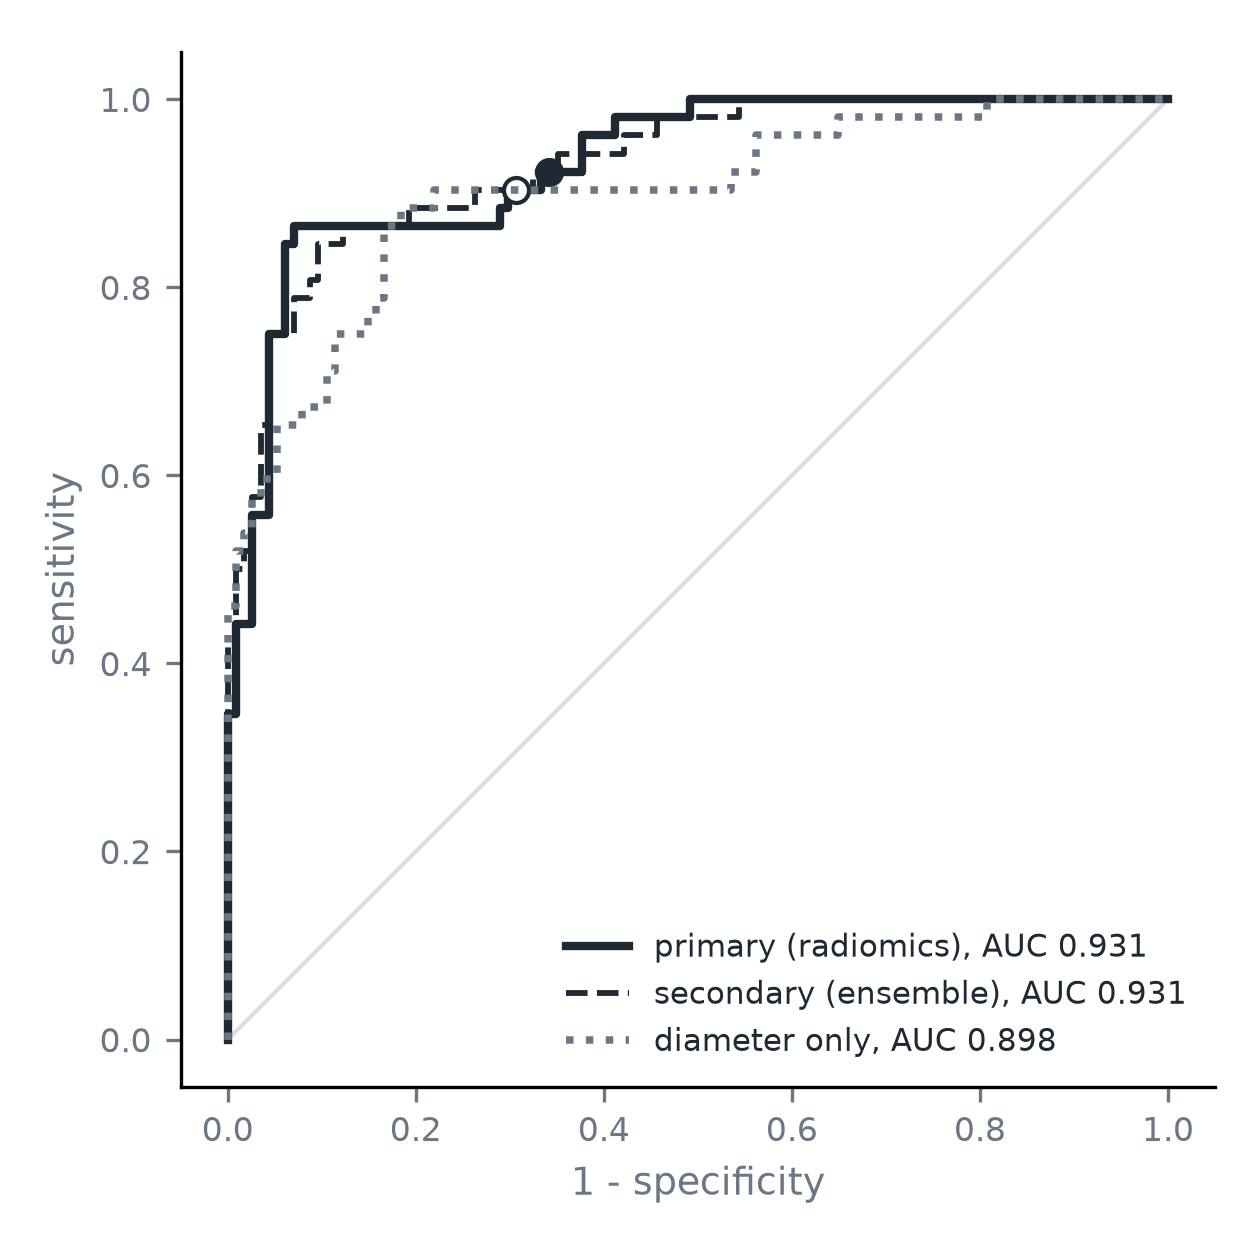 1.0
0.8
0.6
0.4
0.2
0.0
sensitivity
primary (radiomics), AUC 0.931
secondary (ensemble), AUC 0.931
diameter only, AUC 0.898
0.0 0.2 0.4 0.6 0.8 1.0
1 - specificity